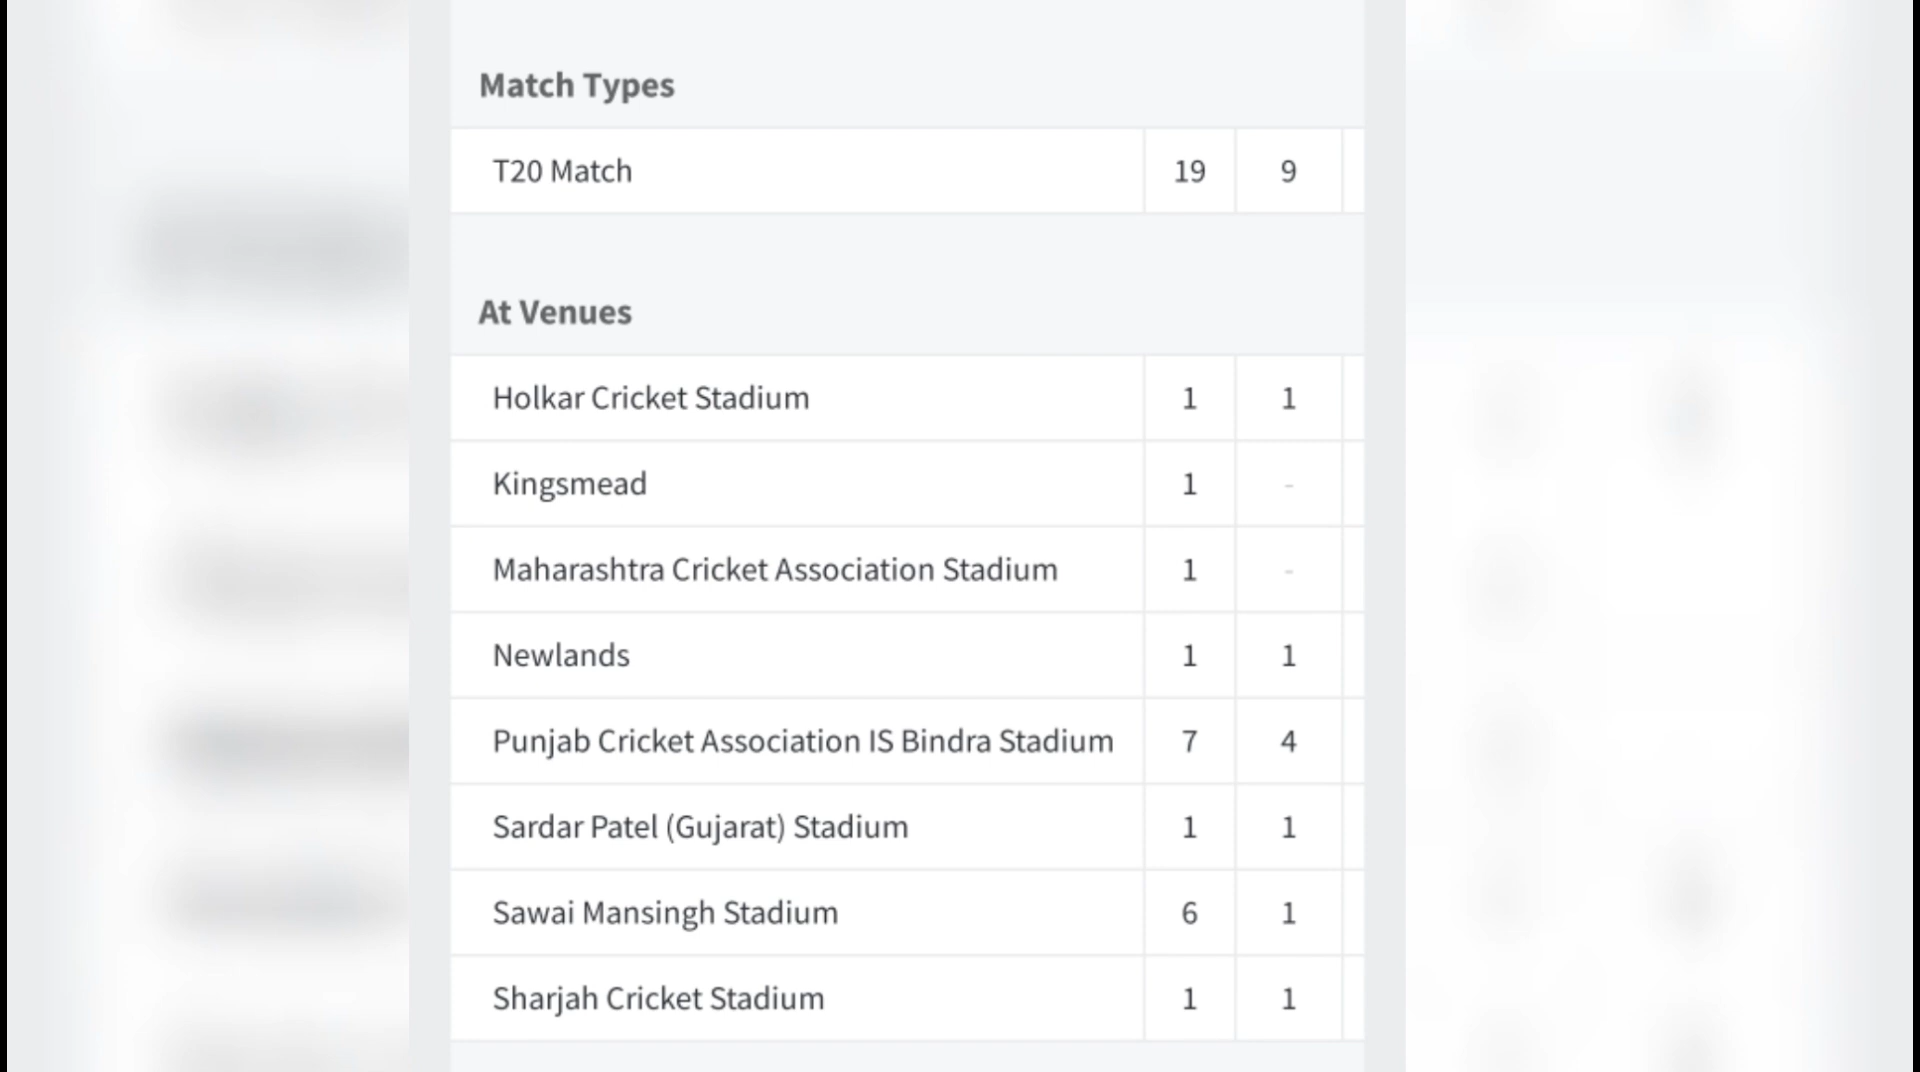 Match Types
T20 Match 19 9
At Venues
Holkar Cricket Stadium 1 1
Kingsmead 1 -
Maharashtra Cricket Association Stadium 1 -
Newlands 1 1
Punjab Cricket Association IS Bindra Stadium 7 4
Sardar Patel (Gujarat) Stadium 1 1
Sawai Mansingh Stadium 6 1
Sharjah Cricket Stadium 1 1